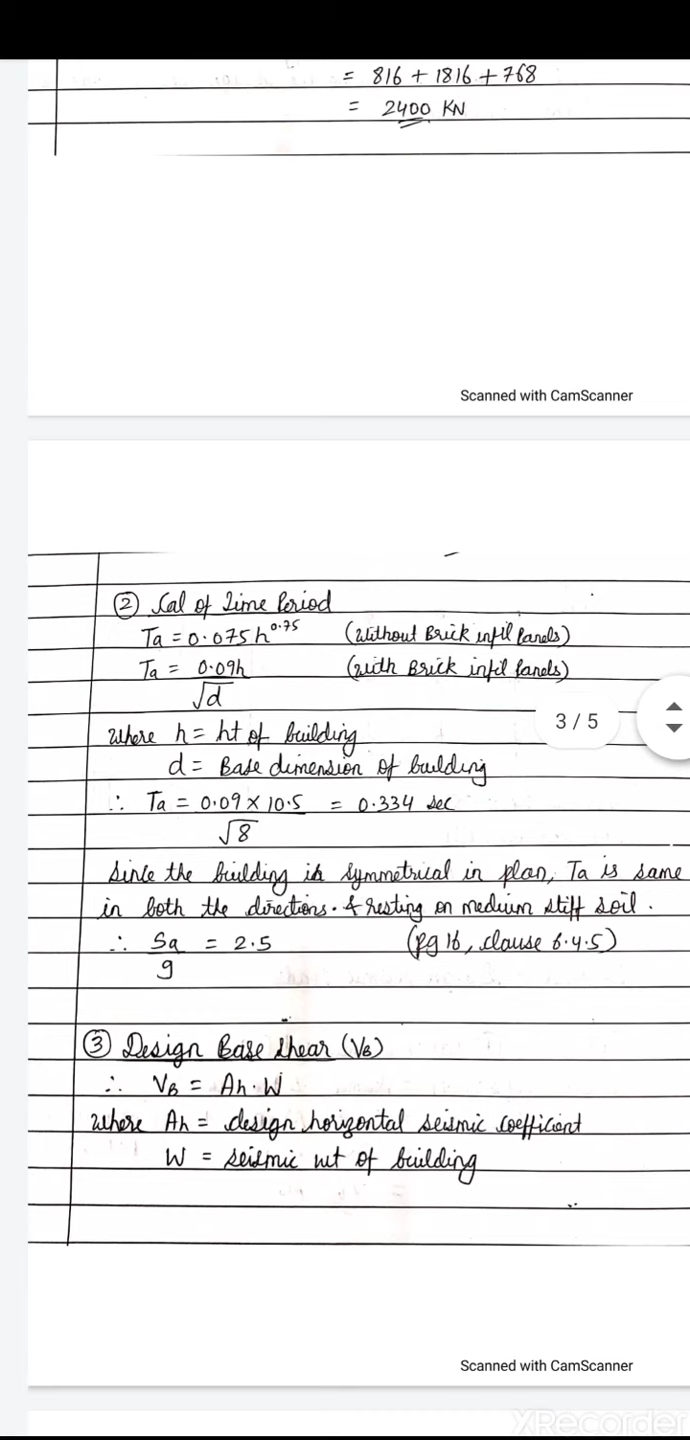 = 816 + 1816 + 768
= 2400 KN
Scanned with CamScanner
② Cal of Time Period
Ta = 0.075 h^0.75 (Without Brick infil Panels)
Ta = 0.09h (with Brick infil Panels)
√d
where h = ht of building
3 / 5
d = Base dimension of building
∴ Ta = 0.09 × 10.5 = 0.334 sec
√8
Since the building is symmetrical in plan, Ta is same
in both the directions. & resting on medium stiff soil.
∴ Sa = 2.5 (Pg 16, clause 6.4.5)
g
③ Design Base Shear (VB)
∴ VB = Ah. W
where Ah = design horizontal seismic coefficient
W = seismic wt of building
Scanned with CamScanner
XRecorder